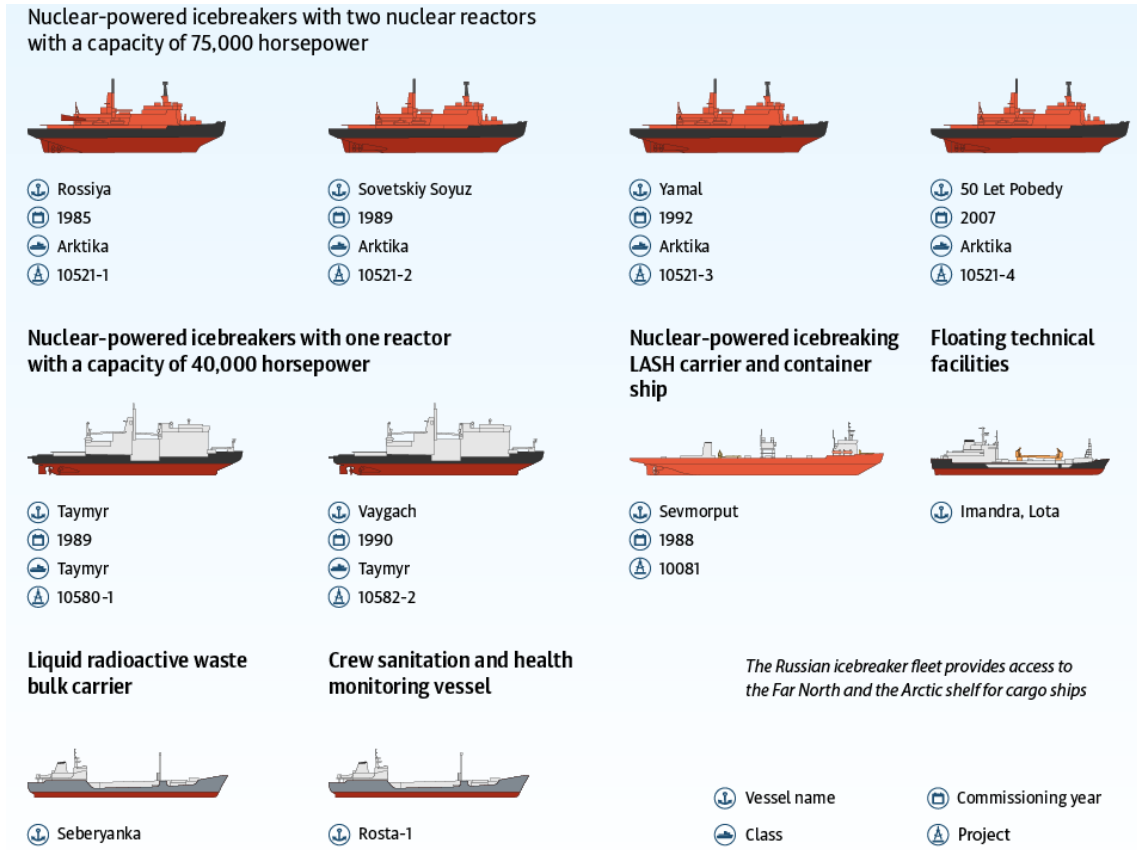 Nuclear-powered icebreakers with two nuclear reactors
with a capacity of 75,000 horsepower
Rossiya
1985
Arktika
10521-1
Sovetskiy Soyuz
1989
Arktika
10521-2
Yamal
1992
Arktika
10521-3
50 Let Pobedy
2007
Arktika
10521-4
Nuclear-powered icebreakers with one reactor
with a capacity of 40,000 horsepower
Taymyr
1989
Taymyr
10580-1
Vaygach
1990
Taymyr
10582-2
Nuclear-powered icebreaking
LASH carrier and container
ship
Sevmorput
1988
10081
Floating technical
facilities
Imandra, Lota
Liquid radioactive waste
bulk carrier
Seberyanka
Crew sanitation and health
monitoring vessel
Rosta-1
The Russian icebreaker fleet provides access to
the Far North and the Arctic shelf for cargo ships
Vessel name
Commissioning year
Class
Project